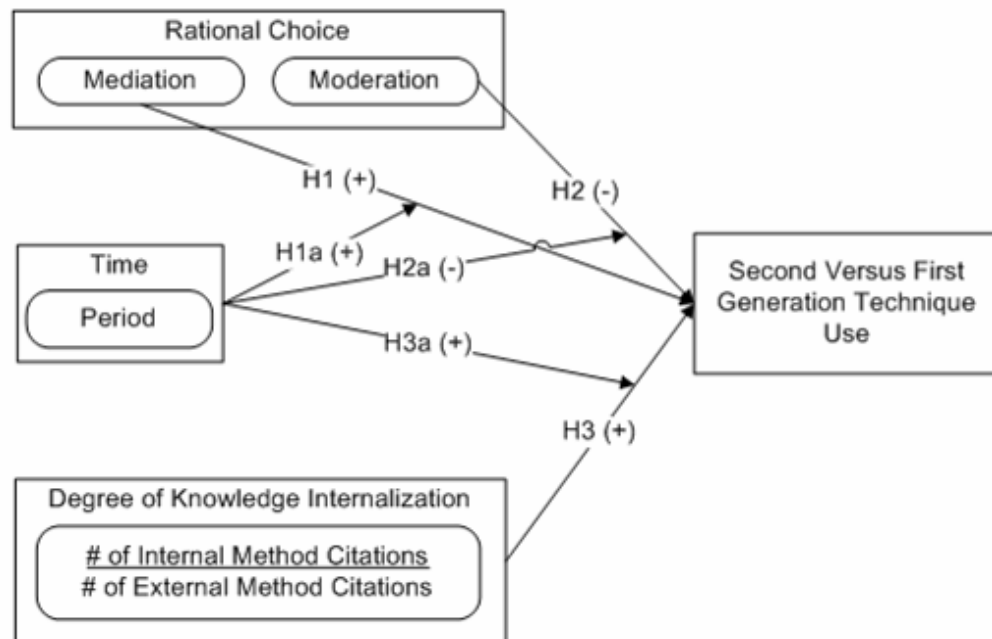 Rational Choice
Mediation
Moderation
H1 (+)
H2 (-)
H1a (+)
H2a (-)
H3a (+)
Time
Period
Second Versus First
Generation Technique
Use
H3 (+)
Degree of Knowledge Internalization
# of Internal Method Citations
# of External Method Citations